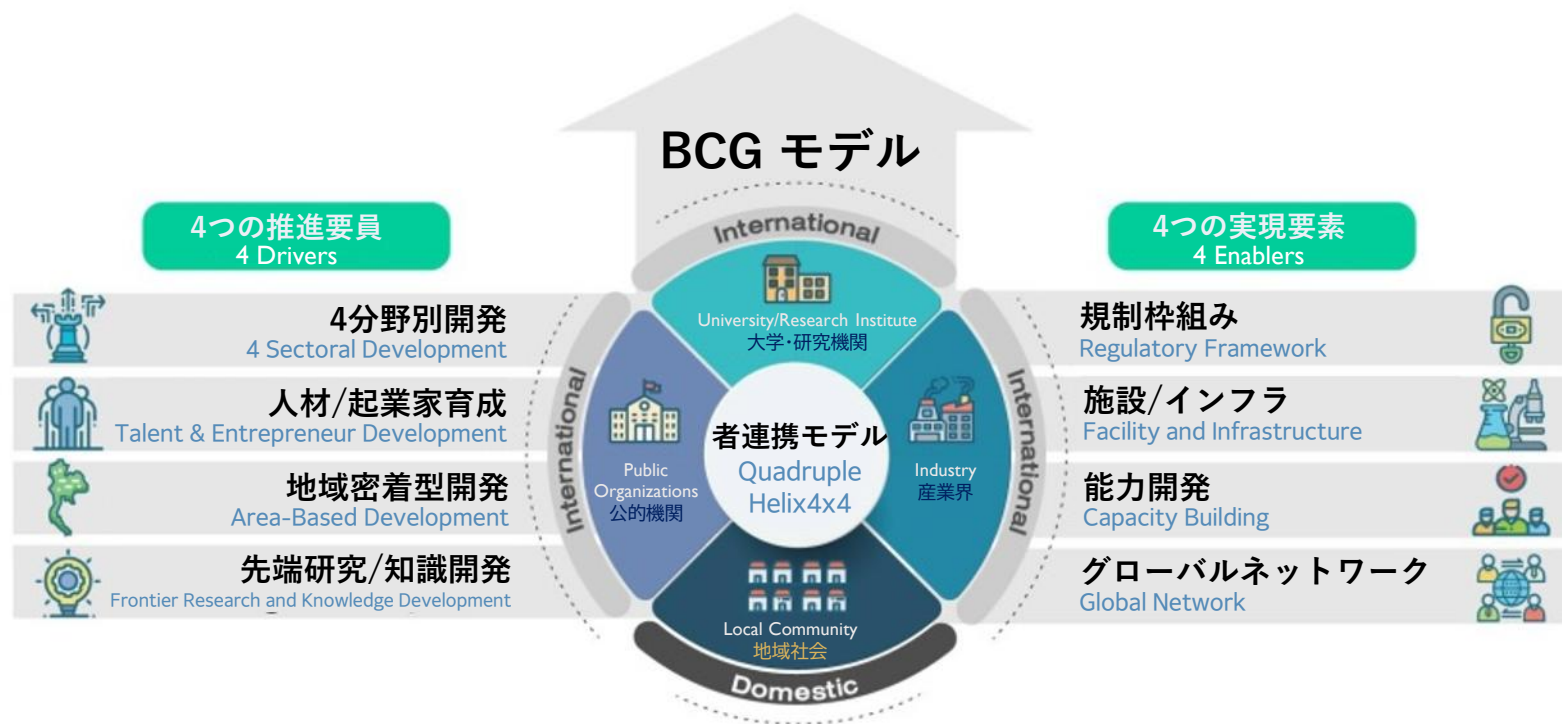 BCG モデル
4つの推進要員
4 Drivers
4分野別開発
4 Sectoral Development
人材/起業家育成
Talent & Entrepreneur Development
地域密着型開発
Area-Based Development
先端研究/知識開発
Frontier Research and Knowledge Development
International
University/Research Institute
大学・研究機関
International
Public
Organizations
公的機関
者連携モデル
Quadruple
Helix4x4
Industry
産業界
International
Local Community
地域社会
Domestic
4つの実現要素
4 Enablers
規制枠組み
Regulatory Framework
施設/インフラ
Facility and Infrastructure
能力開発
Capacity Building
グローバルネットワーク
Global Network